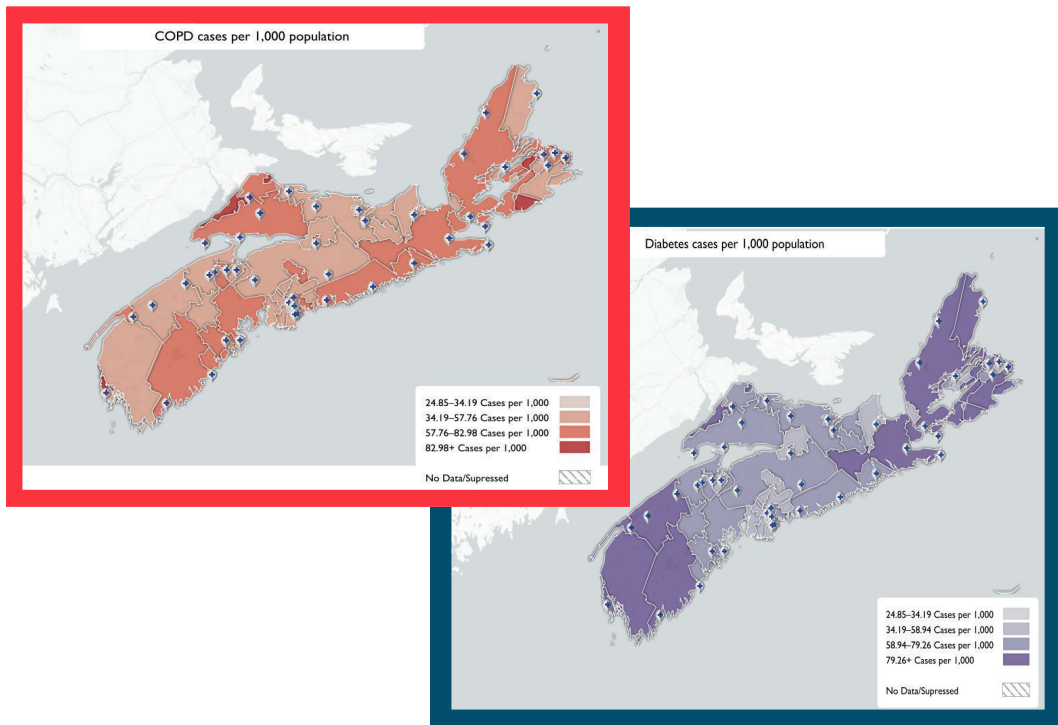 COPD cases per 1,000 population
24.85–34.19 Cases per 1,000
34.19–57.76 Cases per 1,000
57.76–82.98 Cases per 1,000
82.98+ Cases per 1,000
No Data/Supressed
Diabetes cases per 1,000 population
24.85–34.19 Cases per 1,000
34.19–58.94 Cases per 1,000
58.94–79.26 Cases per 1,000
79.26+ Cases per 1,000
No Data/Supressed